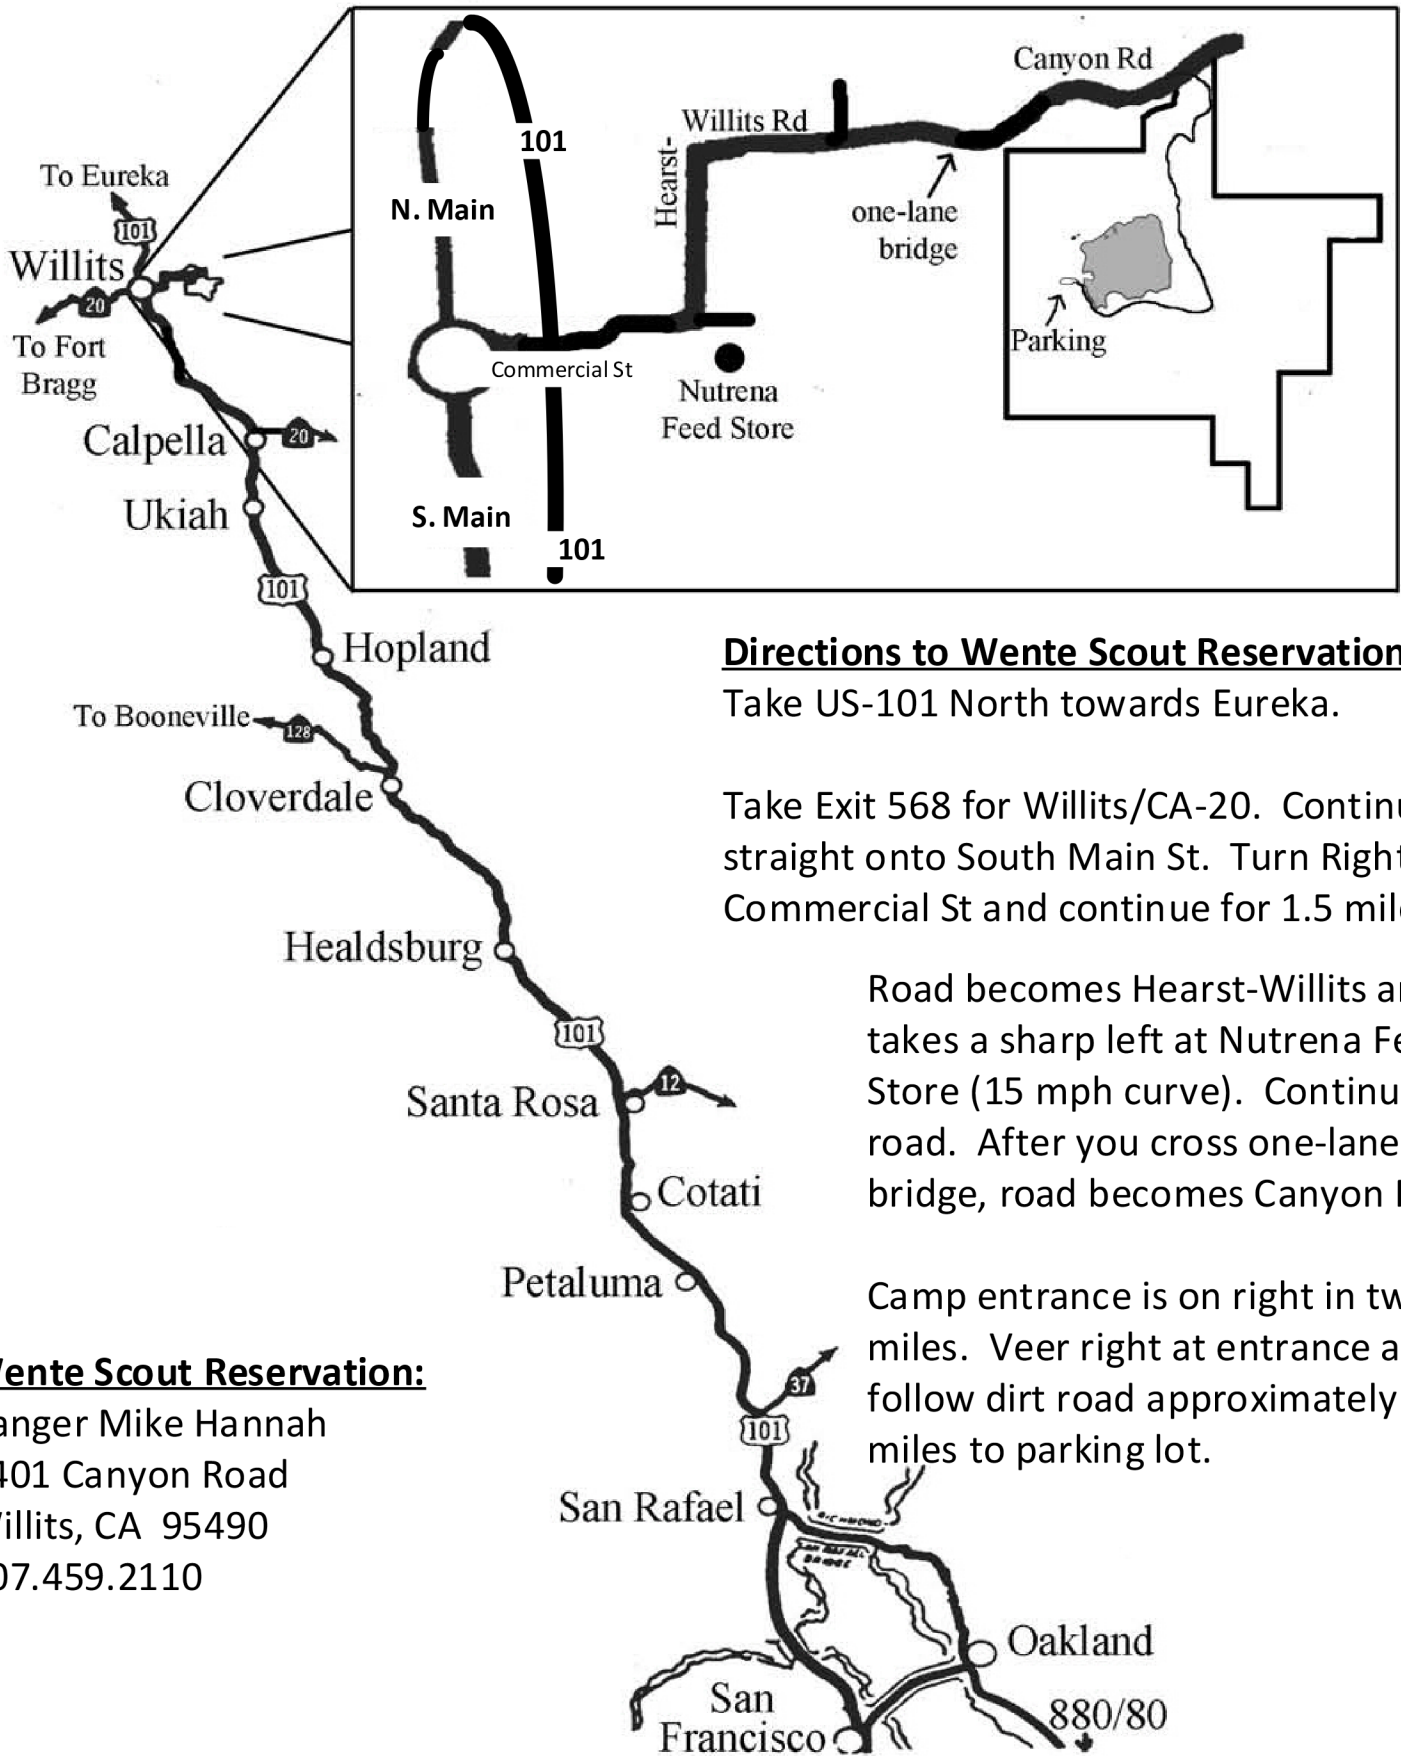 Canyon Rd
Willits Rd
101
Hearst-
To Eureka
N. Main
one-lane
bridge
101
Willits
20
To Fort
Bragg
Parking
Commercial St
Nutrena
Feed Store
20
Calpella
Ukiah
S. Main
101
101
Hopland
Directions to Wente Scout Reservation
Take US-101 North towards Eureka.
To Booneville
128
Cloverdale
Take Exit 568 for Willits/CA-20. Continu
straight onto South Main St. Turn Right
Commercial St and continue for 1.5 mil
Healdsburg
Road becomes Hearst-Willits a
takes a sharp left at Nutrena Fe
Store (15 mph curve). Continu
road. After you cross one-lane
bridge, road becomes Canyon
101
Santa Rosa
12
Cotati
Petaluma
Camp entrance is on right in tw
miles. Veer right at entrance a
follow dirt road approximately
miles to parking lot.
37
101
ente Scout Reservation:
anger Mike Hannah
401 Canyon Road
illits, CA 95490
07.459.2110
San Rafael
RICHMOND-
SAN RAFAEL
BRIDGE
Oakland
San
Francisco
880/80